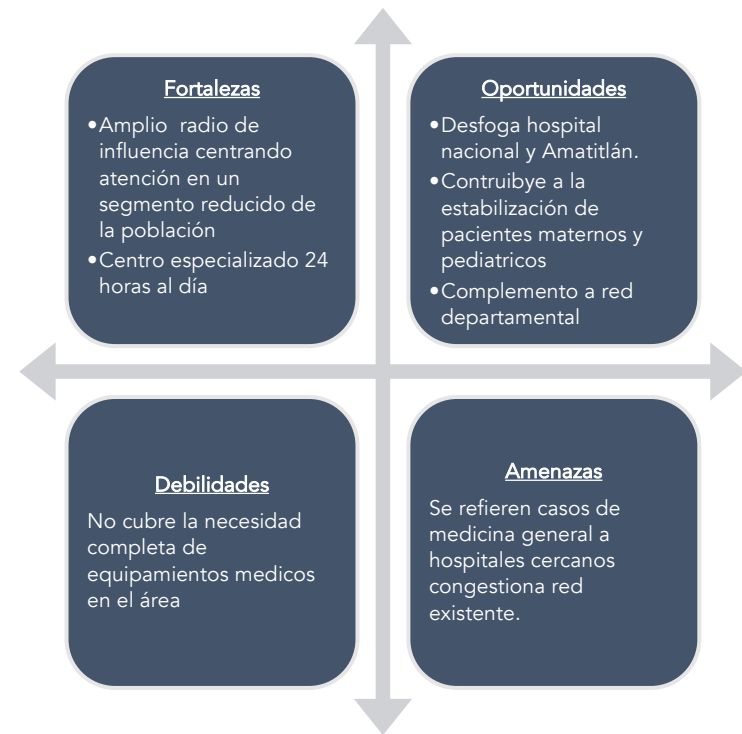 Fortalezas
•Amplio radio de
influencia centrando
atención en un
segmento reducido de
la población
•Centro especializado 24
horas al día
Oportunidades
•Desfoga hospital
nacional y Amatitlán.
•Contruibye a la
estabilización de
pacientes maternos y
pediatricos
•Complemento a red
departamental
Debilidades
No cubre la necesidad
completa de
equipamientos medicos
en el área
Amenazas
Se refieren casos de
medicina general a
hospitales cercanos
congestiona red
existente.